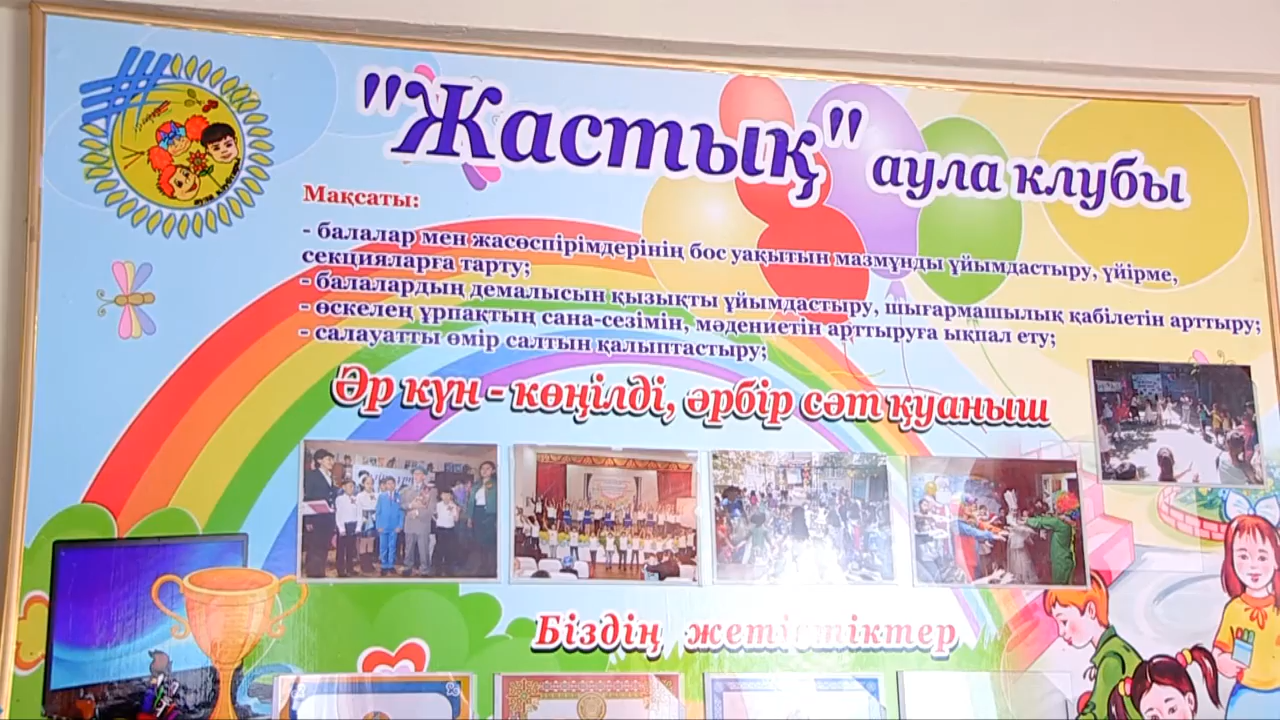 "Жастық" аула клубы
Мақсаты:
- балалар мен жасөспірімдерінің бос уақытын мазмұнды ұйымдастыру, үйірме,
секцияларға тарту;
- балалардың демалысын қызықты ұйымдастыру, шығармашылық қабілетін арттыру;
- өскелең ұрпақтың сана-сезімін, мәдениетін арттыруға ықпал ету;
- салауатты өмір салтын қалыптастыру;
Әр күн - көңілді, әрбір сәт қуаныш
Біздің жетістіктер